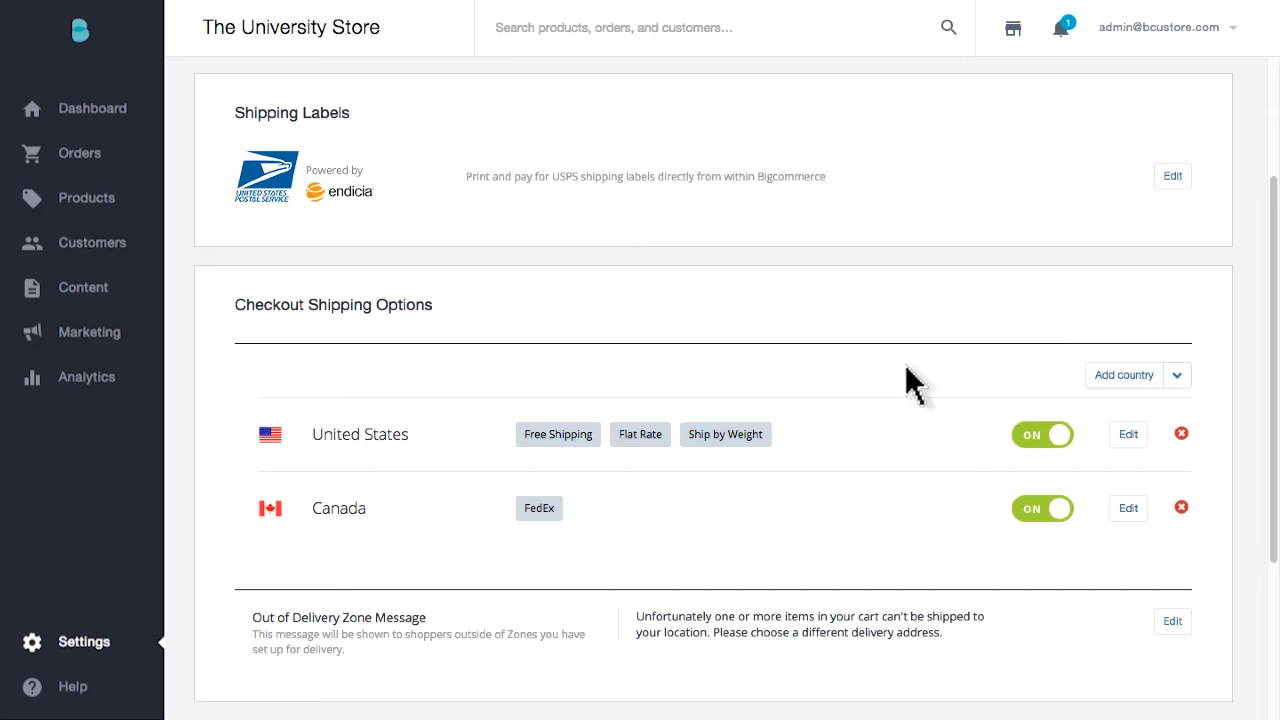 The University Store
Search products, orders, and customers...
1
admin@bcustore.com
Dashboard
Orders
Products
Customers
Content
Marketing
Analytics
Settings
Help
Shipping Labels
UNITED STATES
POSTAL SERVICE
Powered by
endicia
Print and pay for USPS shipping labels directly from within Bigcommerce
Edit
Checkout Shipping Options
Add country
United States
Free Shipping
Flat Rate
Ship by Weight
ON
Edit
Canada
FedEx
ON
Edit
Out of Delivery Zone Message
This message will be shown to shoppers outside of Zones you have
set up for delivery.
Unfortunately one or more items in your cart can't be shipped to
your location. Please choose a different delivery address.
Edit